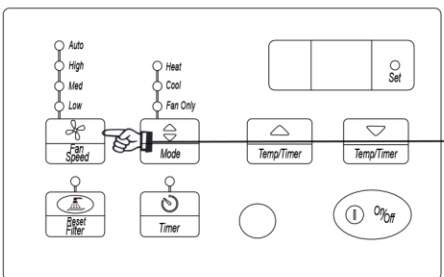 Auto
High
Med
Low
Heat
Cool
Fan Only
Set
Fan
Speed
Mode
Temp/Timer
Temp/Timer
Reset
Filter
Timer
On/Off